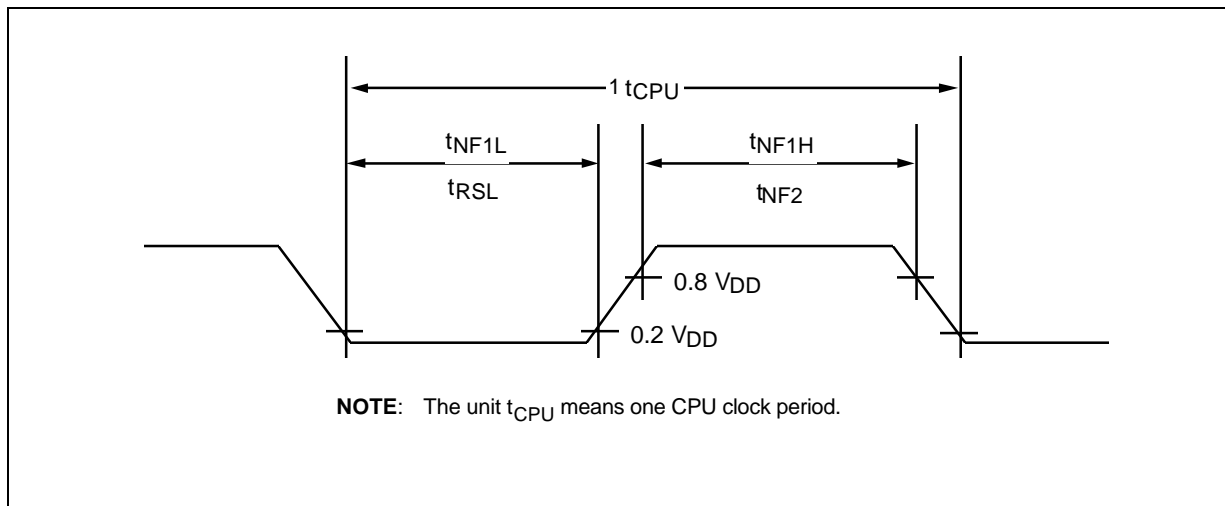 1 tCPU
tNF1L
tRSL
tNF1H
tNF2
0.8 VDD
0.2 VDD
NOTE: The unit tCPU means one CPU clock period.